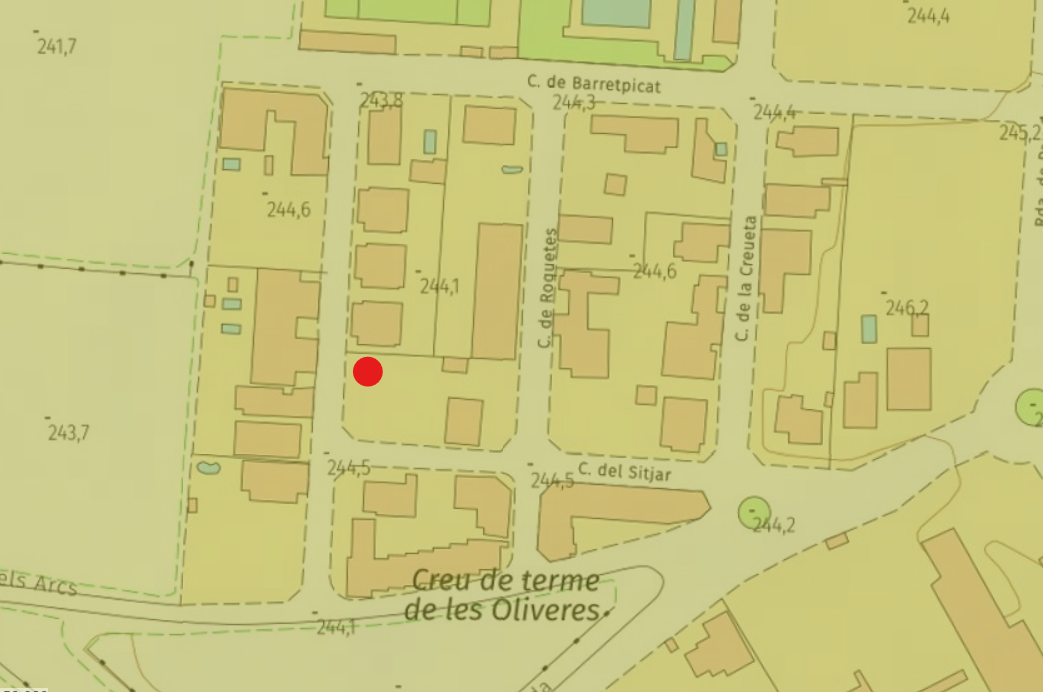 244,4
241,7
C. de Barretpicat
243,8
244,3
244,4
245,2
Rda. de
244,6
C. de Roquetes
C. de la Creueta
244,6
244,1
246,2
243,7
244,5
C. del Sitjar
244,5
244,2
els Arcs
Creu de terme
de les Oliveres
244,1